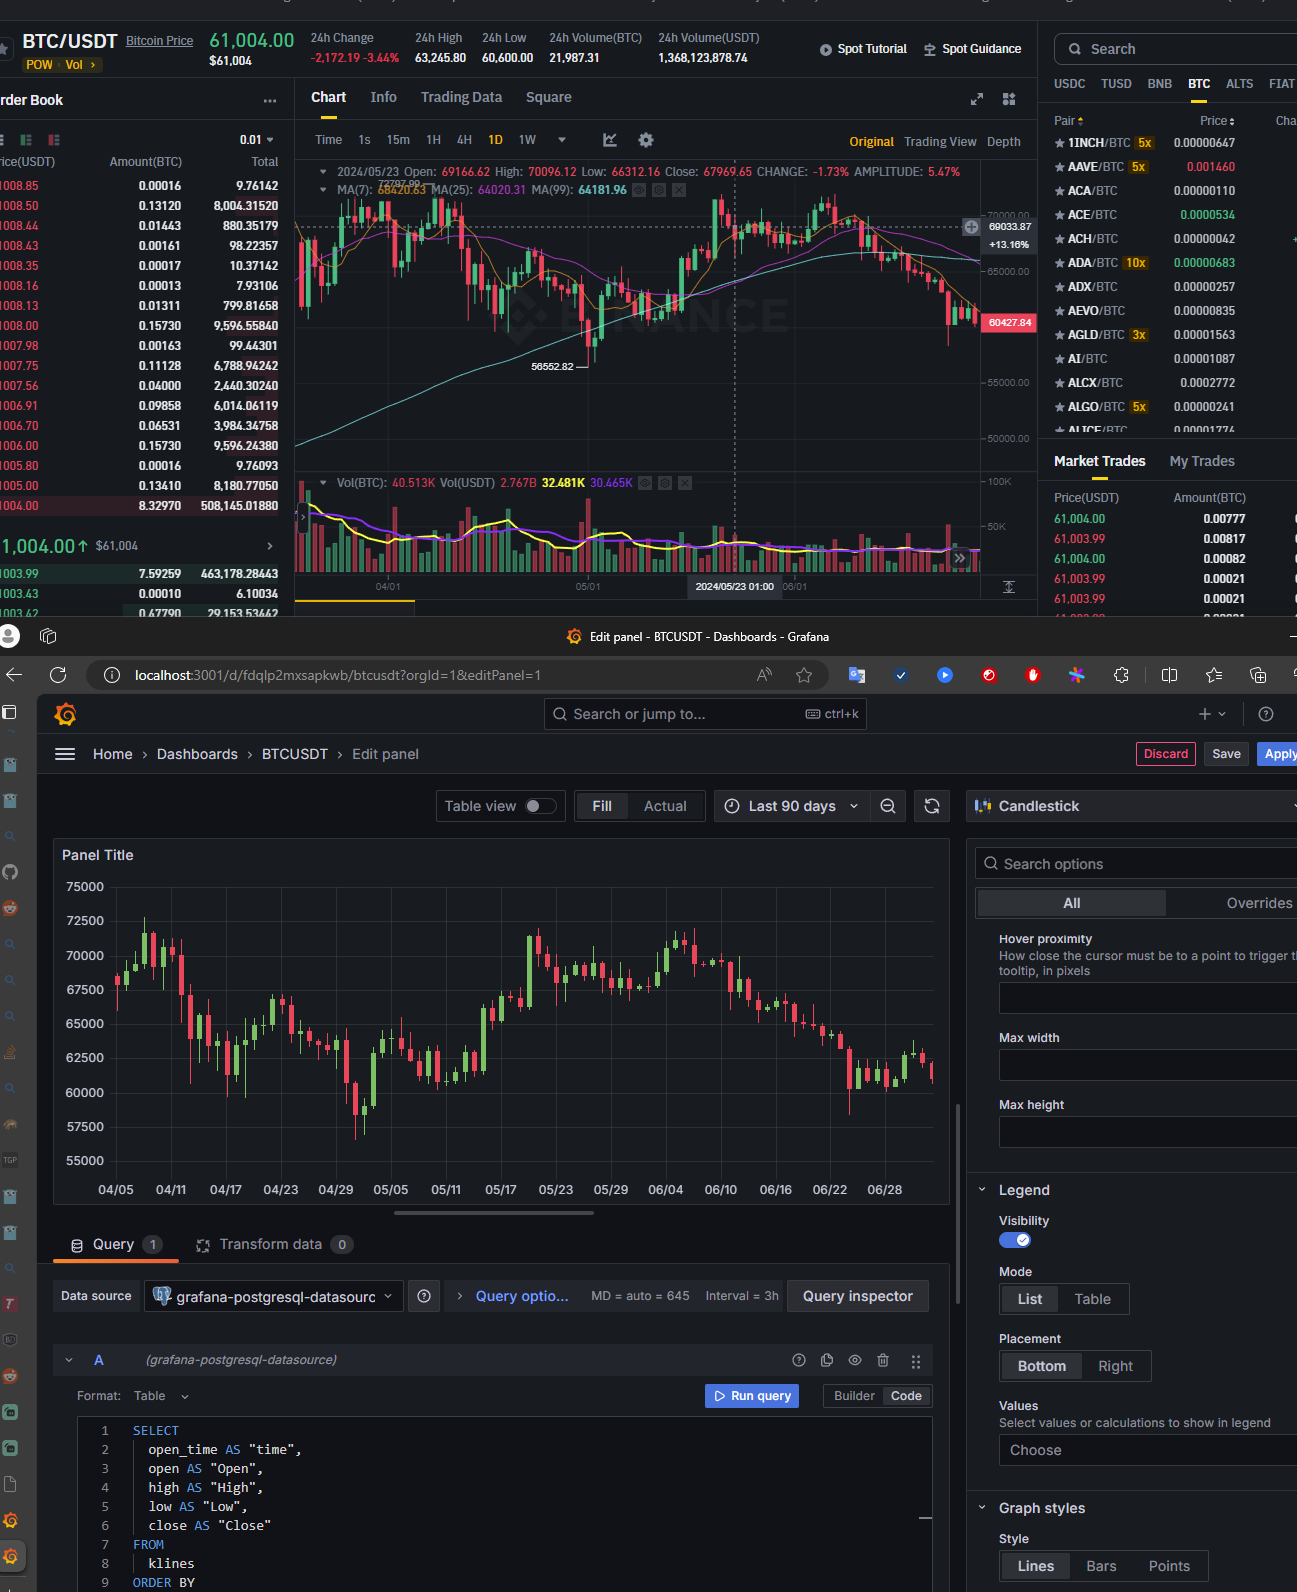 BTC/USDT Bitcoin Price 61,004.00 $61,004
POW Vol
24h Change -2,172.19 -3.44%
24h High 63,245.80
24h Low 60,600.00
24h Volume(BTC) 21,987.31
24h Volume(USDT) 1,368,123,878.74
Spot Tutorial Spot Guidance
Search
rder Book ...
0.01
rice(USDT) Amount(BTC) Total
1008.85 0.00016 9.76142
1008.50 0.13120 8,004.31520
1008.44 0.01443 880.35179
1008.43 0.00161 98.22357
1008.35 0.00017 10.37142
1008.16 0.00013 7.93106
1008.13 0.01311 799.81658
1008.00 0.15730 9,596.55840
1007.98 0.00163 99.44301
1007.75 0.11128 6,788.94242
1007.56 0.04000 2,440.30240
1006.91 0.09858 6,014.06119
1006.70 0.06531 3,984.34758
1006.00 0.15730 9,596.24380
1005.80 0.00016 9.76093
1005.00 0.13410 8,180.77050
1004.00 8.32970 508,145.01880
1,004.00↑ $61,004 >
1003.99 7.59259 463,178.28443
1003.43 0.00010 6.10034
1003.42 0.47790 29,153.53442
Chart Info Trading Data Square
Time 1s 15m 1H 4H 1D 1W
Original Trading View Depth
2024/05/23 Open: 69166.62 High: 70096.12 Low: 66312.16 Close: 67969.65 CHANGE: -1.73% AMPLITUDE: 5.47%
MA(7): 68420.63 MA(25): 64020.31 MA(99): 64181.96
72797.99
70000.00
69033.87
+13.16%
65000.00
60427.84
BINANCE
56552.82
55000.00
50000.00
Vol(BTC): 40.513K Vol(USDT) 2.767B 32.481K 30.465K
100K
50K
04/01 05/01 2024/05/23 01:00 06/01
USDC TUSD BNB BTC ALTS FIAT
Pair Price Cha
1INCH/BTC 5x 0.00000647
AAVE/BTC 5x 0.001460
ACA/BTC 0.00000110
ACE/BTC 0.0000534
ACH/BTC 0.00000042
ADA/BTC 10x 0.00000683
ADX/BTC 0.00000257
AEVO/BTC 0.00000835
AGLD/BTC 3x 0.00001563
AI/BTC 0.00001087
ALCX/BTC 0.0002772
ALGO/BTC 5x 0.00000241
ALICE/BTC 0.00001774
Market Trades My Trades
Price(USDT) Amount(BTC)
61,004.00 0.00777
61,003.99 0.00817
61,004.00 0.00082
61,003.99 0.00021
61,003.99 0.00021
Edit panel - BTCUSDT - Dashboards - Grafana
localhost:3001/d/fdqlp2mxsapkwb/btcusdt?orgId=1&editPanel=1
Search or jump to... ctrl+k
Home > Dashboards > BTCUSDT > Edit panel
Discard Save Apply
Table view Fill Actual Last 90 days
Candlestick
Panel Title
75000
72500
70000
67500
65000
62500
60000
57500
55000
04/05 04/11 04/17 04/23 04/29 05/05 05/11 05/17 05/23 05/29 06/04 06/10 06/16 06/22 06/28
Query 1 Transform data 0
Data source grafana-postgresql-datasourc Query optio... MD = auto = 645 Interval = 3h Query inspector
A (grafana-postgresql-datasource)
Format: Table Run query Builder Code
1 SELECT
2 open_time AS "time",
3 open AS "Open",
4 high AS "High",
5 low AS "Low",
6 close AS "Close"
7 FROM
8 klines
9 ORDER BY
Search options
All Overrides
Hover proximity
How close the cursor must be to a point to trigger th
tooltip, in pixels
Max width
Max height
Legend
Visibility
Mode
List Table
Placement
Bottom Right
Values
Select values or calculations to show in legend
Choose
Graph styles
Style
Lines Bars Points
TGP